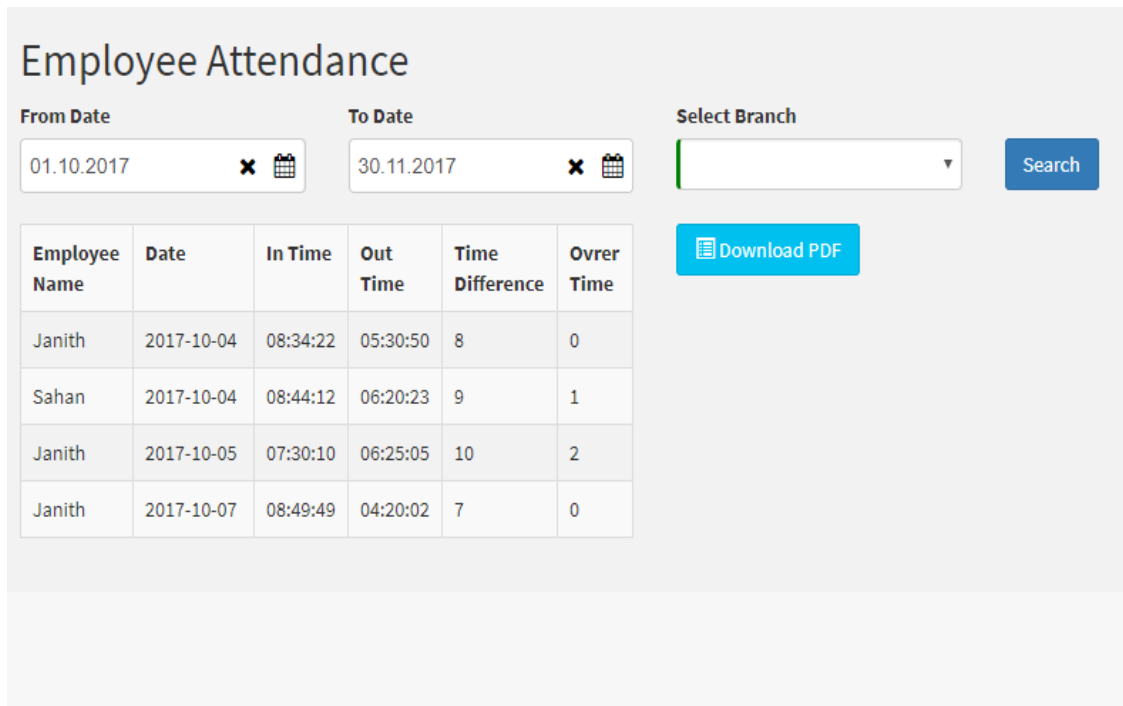 Employee Attendance
From Date To Date Select Branch
01.10.2017 30.11.2017 Search
Download PDF
Employee Name Date In Time Out Time Time Difference Ovrer Time
Janith 2017-10-04 08:34:22 05:30:50 8 0
Sahan 2017-10-04 08:44:12 06:20:23 9 1
Janith 2017-10-05 07:30:10 06:25:05 10 2
Janith 2017-10-07 08:49:49 04:20:02 7 0